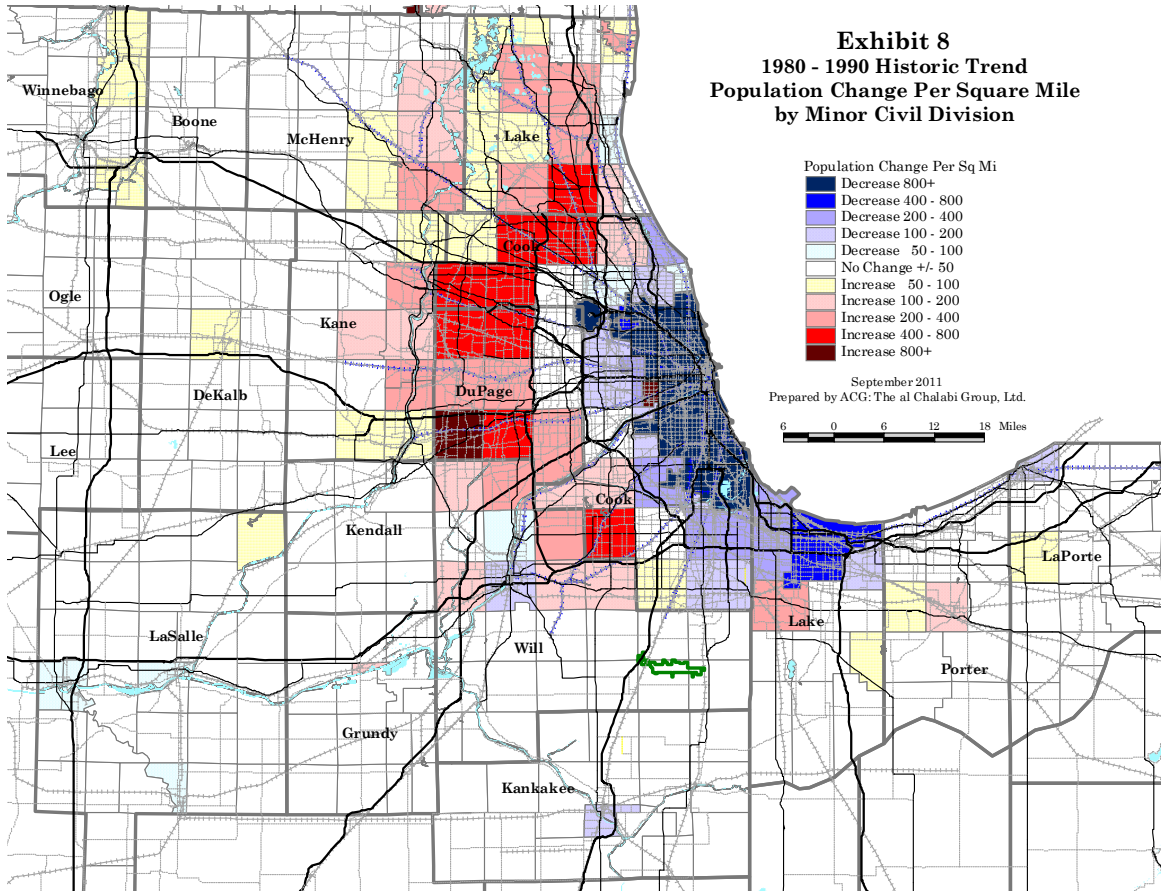 Exhibit 8
1980 - 1990 Historic Trend
Population Change Per Square Mile
by Minor Civil Division
Population Change Per Sq Mi
Decrease 800+
Decrease 400 - 800
Decrease 200 - 400
Decrease 100 - 200
Decrease 50 - 100
No Change +/- 50
Increase 50 - 100
Increase 100 - 200
Increase 200 - 400
Increase 400 - 800
Increase 800+
September 2011
Prepared by ACG: The al Chalabi Group, Ltd.
6 0 6 12 18 Miles
Winnebago
Boone
McHenry
Lake
Cook
Ogle
Kane
DeKalb
DuPage
Lee
Cook
Kendall
LaPorte
LaSalle
Lake
Will
Porter
Grundy
Kankakee